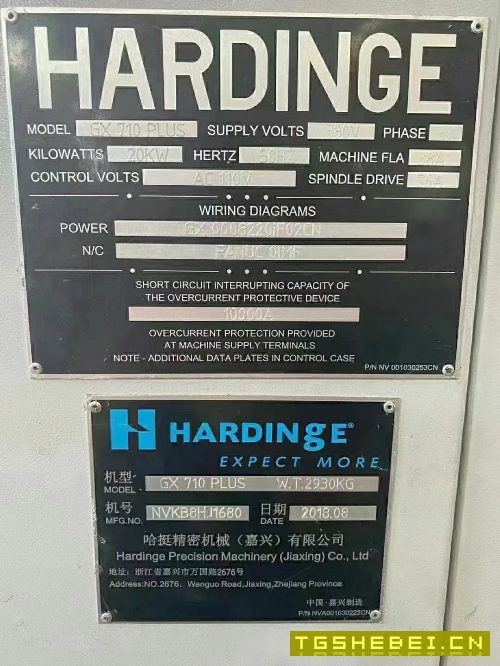 HARDINGE
MODEL GX 710 PLUS SUPPLY VOLTS 380V PHASE
KILOWATTS 20KW HERTZ 50HZ MACHINE FLA 38A
CONTROL VOLTS AC 110V SPINDLE DRIVE
WIRING DIAGRAMS
POWER
N/C FANUC 0IMF
SHORT CIRCUIT INTERRUPTING CAPACITY OF
THE OVERCURRENT PROTECTIVE DEVICE
10000A
OVERCURRENT PROTECTION PROVIDED
AT MACHINE SUPPLY TERMINALS
NOTE - ADDITIONAL DATA PLATES IN CONTROL CASE
P/N NV 001030253CN
HARDINGE®
EXPECT MORE
机型
MODEL GX 710 PLUS W.T.2930KG
机号 日期
MFG.NO. NVKB8HJ1680 DATE 2018.08
哈挺精密机械（嘉兴）有限公司
Hardinge Precision Machinery (Jiaxing) Co., Ltd
地址：浙江省嘉兴市万国路2676号
Address:NO.2676, Wanguo Road,Jiaxing,Zhejiang Province
中国·嘉兴制造
P/N NVA001030222CN
TGSHEBEI.CN